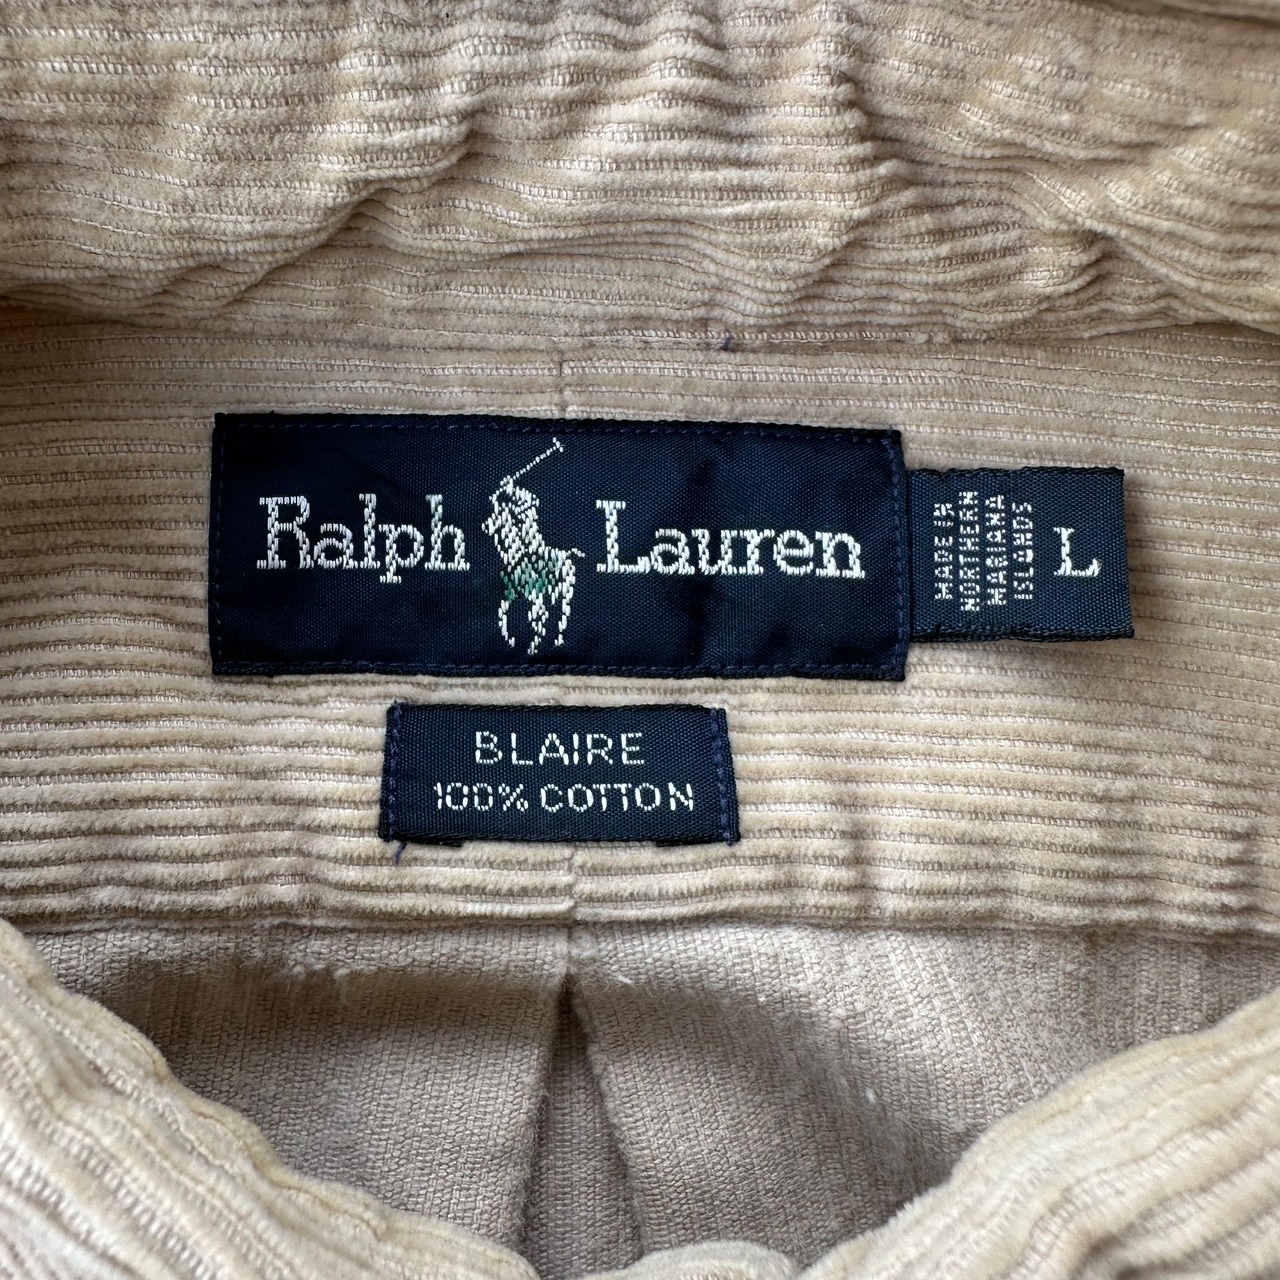 Ralph Lauren
MADE IN
NORTHERN
MARIANA
ISLANDS
L
BLAIRE
100% COTTON